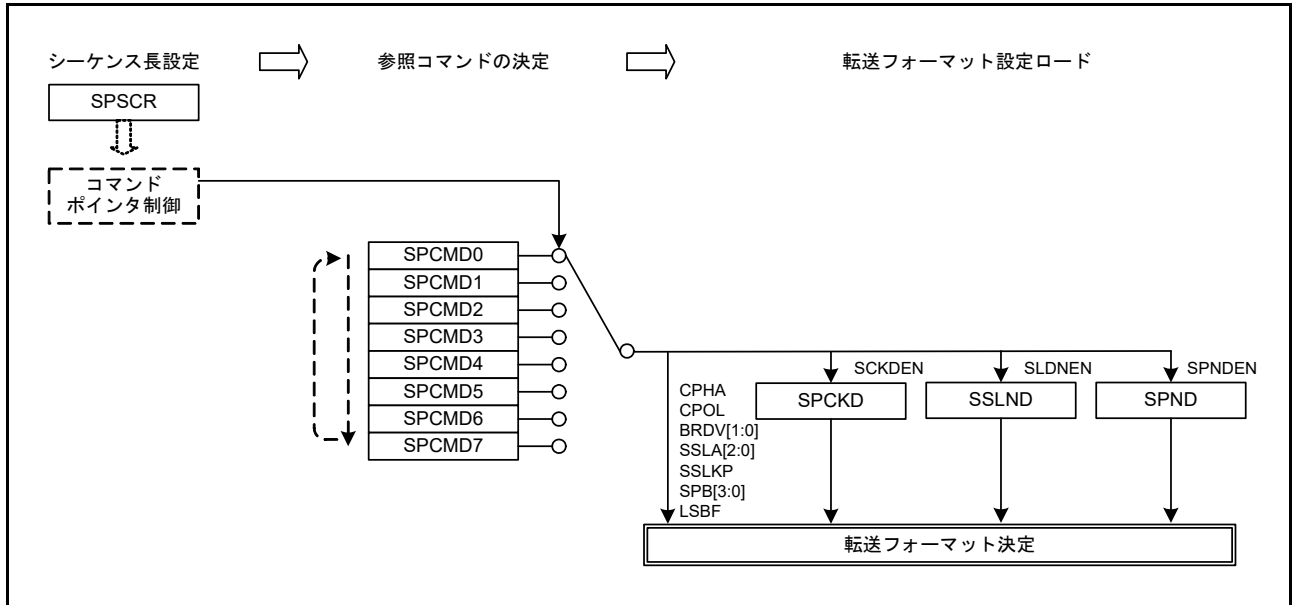 シーケンス長設定
参照コマンドの決定
転送フォーマット設定ロード
SPSCR
コマンド
ポインタ制御
SPCMD0
SPCMD1
SPCMD2
SPCMD3
SPCMD4
SPCMD5
SPCMD6
SPCMD7
SCKDEN
SLDNEN
SPNDEN
CPHA
CPOL
BRDV[1:0]
SSLA[2:0]
SSLKP
SPB[3:0]
LSBF
SPCKD
SSLND
SPND
転送フォーマット決定